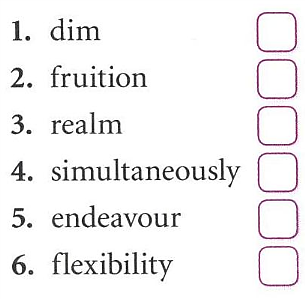 1. dim
2. fruition
3. realm
4. simultaneously
5. endeavour
6. flexibility